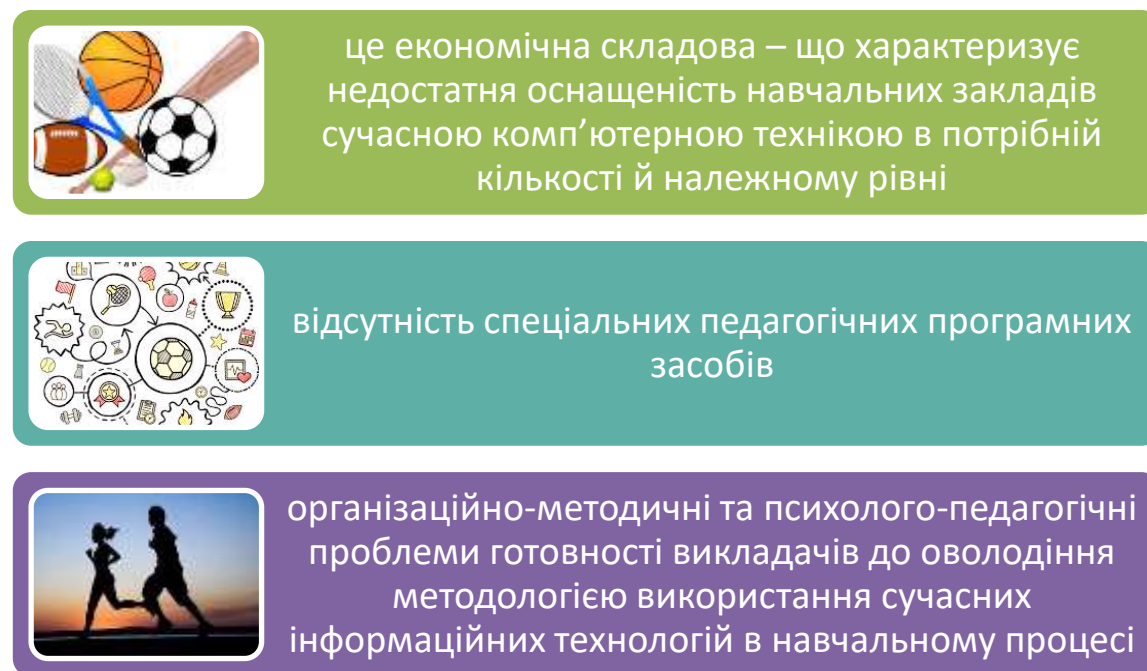 це економічна складова – що характеризує
недостатня оснащеність навчальних закладів
сучасною комп’ютерною технікою в потрібній
кількості й належному рівні
відсутність спеціальних педагогічних програмних
засобів
організаційно-методичні та психолого-педагогічні
проблеми готовності викладачів до оволодіння
методологією використання сучасних
інформаційних технологій в навчальному процесі